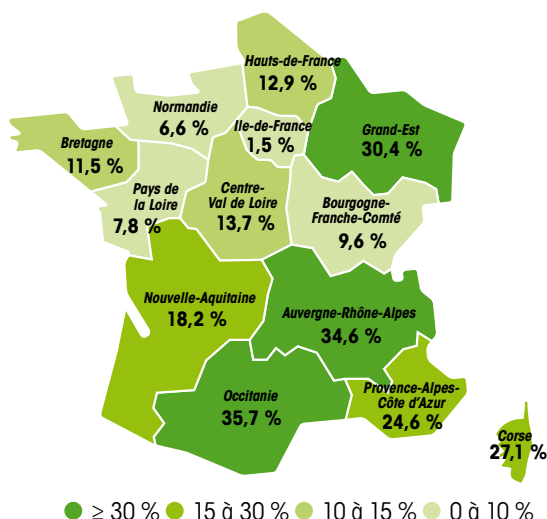 Hauts-de-France
12,9 %
Normandie
6,6 %
Ile-de-France
1,5 %
Grand-Est
30,4 %
Bretagne
11,5 %
Pays de
la Loire
7,8 %
Centre-
Val de Loire
13,7 %
Bourgogne-
Franche-Comté
9,6 %
Nouvelle-Aquitaine
18,2 %
Auvergne-Rhône-Alpes
34,6 %
Occitanie
35,7 %
Provence-Alpes-
Côte d'Azur
24,6 %
Corse
27,1 %
≥ 30 % 15 à 30 % 10 à 15 % 0 à 10 %